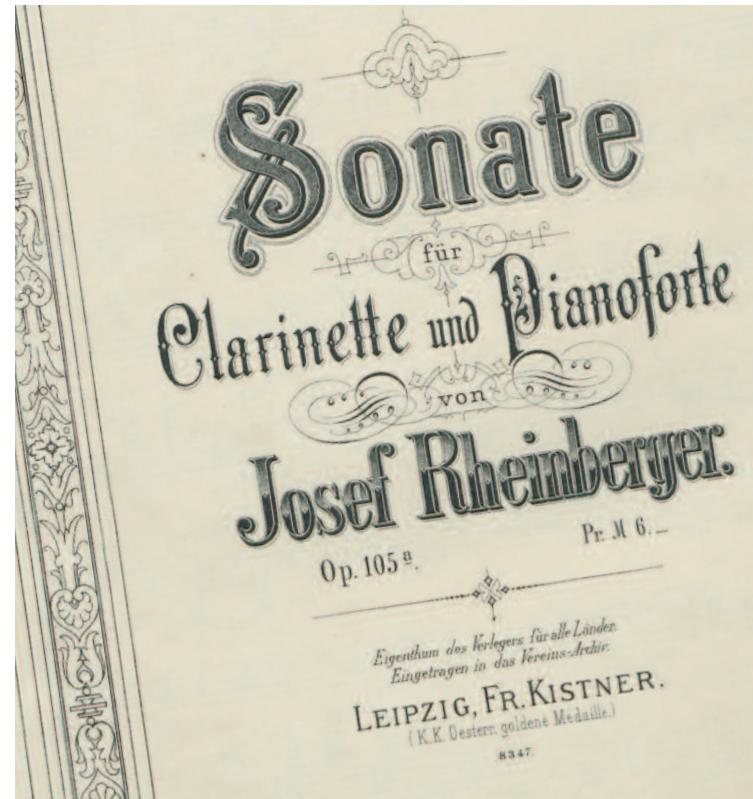 Sonate
für
Clarinette und Pianoforte
von
Josef Rheinberger.
Op. 105ª.
Pr. M 6.—
Eigenthum des Verlegers für alle Länder.
Eingetragen in das Vereins-Archiv.
LEIPZIG, FR. KISTNER.
(K.K. Oesterr. goldene Medaille.)
8347.